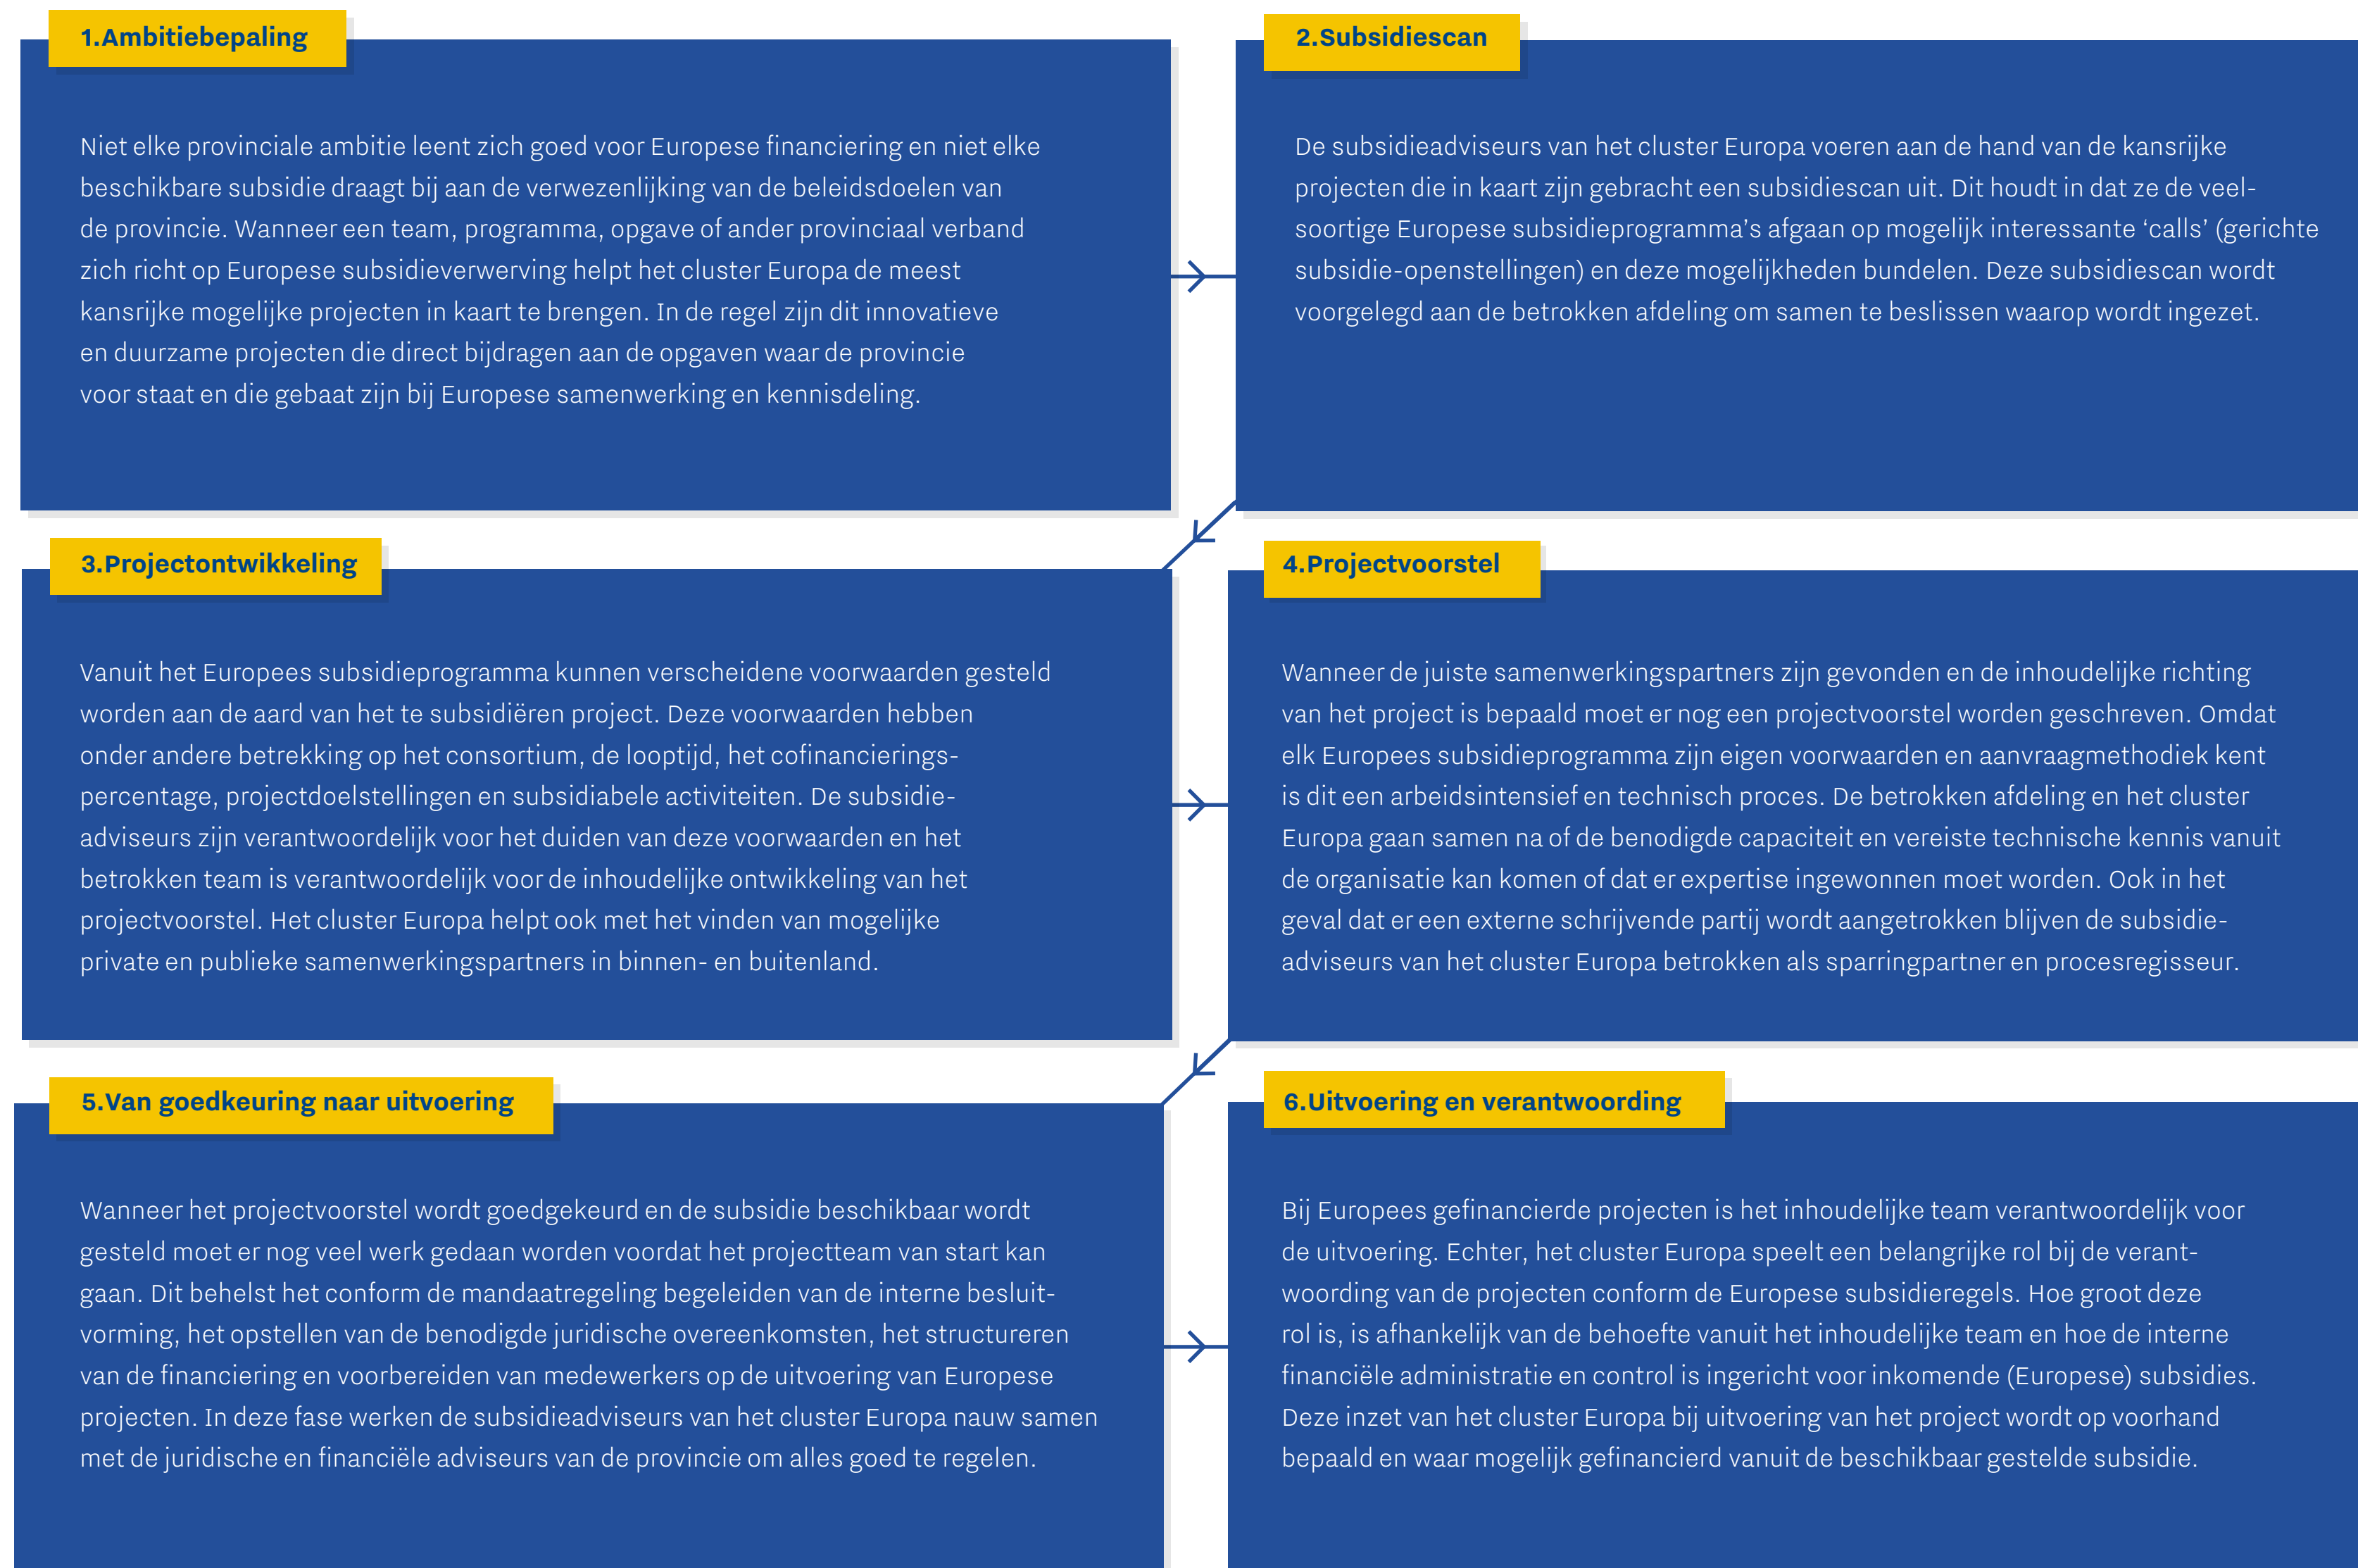 1.Ambitiebepaling
Niet elke provinciale ambitie leent zich goed voor Europese financiering en niet elke
beschikbare subsidie draagt bij aan de verwezenlijking van de beleidsdoelen van
de provincie. Wanneer een team, programma, opgave of ander provinciaal verband
zich richt op Europese subsidieverwerving helpt het cluster Europa de meest
kansrijke mogelijke projecten in kaart te brengen. In de regel zijn dit innovatieve
en duurzame projecten die direct bijdragen aan de opgaven waar de provincie
voor staat en die gebaat zijn bij Europese samenwerking en kennisdeling.
2.Subsidiescan
De subsidieadviseurs van het cluster Europa voeren aan de hand van de kansrijke
projecten die in kaart zijn gebracht een subsidiescan uit. Dit houdt in dat ze de veel-
soortige Europese subsidieprogramma’s afgaan op mogelijk interessante ‘calls’ (gerichte
subsidie-openstellingen) en deze mogelijkheden bundelen. Deze subsidiescan wordt
voorgelegd aan de betrokken afdeling om samen te beslissen waarop wordt ingezet.
3.Projectontwikkeling
Vanuit het Europees subsidieprogramma kunnen verscheidene voorwaarden gesteld
worden aan de aard van het te subsidiëren project. Deze voorwaarden hebben
onder andere betrekking op het consortium, de looptijd, het cofinancierings-
percentage, projectdoelstellingen en subsidiabele activiteiten. De subsidie-
adviseurs zijn verantwoordelijk voor het duiden van deze voorwaarden en het
betrokken team is verantwoordelijk voor de inhoudelijke ontwikkeling van het
projectvoorstel. Het cluster Europa helpt ook met het vinden van mogelijke
private en publieke samenwerkingspartners in binnen- en buitenland.
4.Projectvoorstel
Wanneer de juiste samenwerkingspartners zijn gevonden en de inhoudelijke richting
van het project is bepaald moet er nog een projectvoorstel worden geschreven. Omdat
elk Europees subsidieprogramma zijn eigen voorwaarden en aanvraagmethodiek kent
is dit een arbeidsintensief en technisch proces. De betrokken afdeling en het cluster
Europa gaan samen na of de benodigde capaciteit en vereiste technische kennis vanuit
de organisatie kan komen of dat er expertise ingewonnen moet worden. Ook in het
geval dat er een externe schrijvende partij wordt aangetrokken blijven de subsidie-
adviseurs van het cluster Europa betrokken als sparringpartner en procesregisseur.
5.Van goedkeuring naar uitvoering
Wanneer het projectvoorstel wordt goedgekeurd en de subsidie beschikbaar wordt
gesteld moet er nog veel werk gedaan worden voordat het projectteam van start kan
gaan. Dit behelst het conform de mandaatregeling begeleiden van de interne besluit-
vorming, het opstellen van de benodigde juridische overeenkomsten, het structureren
van de financiering en voorbereiden van medewerkers op de uitvoering van Europese
projecten. In deze fase werken de subsidieadviseurs van het cluster Europa nauw samen
met de juridische en financiële adviseurs van de provincie om alles goed te regelen.
6.Uitvoering en verantwoording
Bij Europees gefinancierde projecten is het inhoudelijke team verantwoordelijk voor
de uitvoering. Echter, het cluster Europa speelt een belangrijke rol bij de verant-
woording van de projecten conform de Europese subsidieregels. Hoe groot deze
rol is, is afhankelijk van de behoefte vanuit het inhoudelijke team en hoe de interne
financiële administratie en control is ingericht voor inkomende (Europese) subsidies.
Deze inzet van het cluster Europa bij uitvoering van het project wordt op voorhand
bepaald en waar mogelijk gefinancierd vanuit de beschikbaar gestelde subsidie.